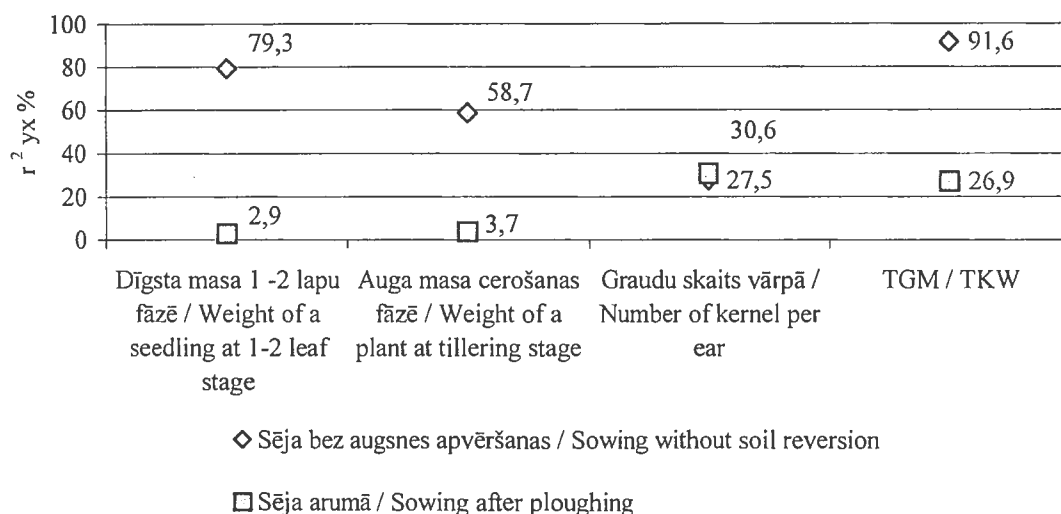 100
79,3
91,6
80
58,7
60
30,6
40
27,5
26,9
20
2,9
3,7
0
r² yx %
Dīgsta masa 1 -2 lapu
fāzē / Weight of a
seedling at 1-2 leaf
stage
Auga masa cerošanas
fāzē / Weight of a
plant at tillering stage
Graudu skaits vārpā /
Number of kernel per
ear
TGM / TKW
Sēja bez augsnes apvēršanas / Sowing without soil reversion
Sēja arumā / Sowing after ploughing